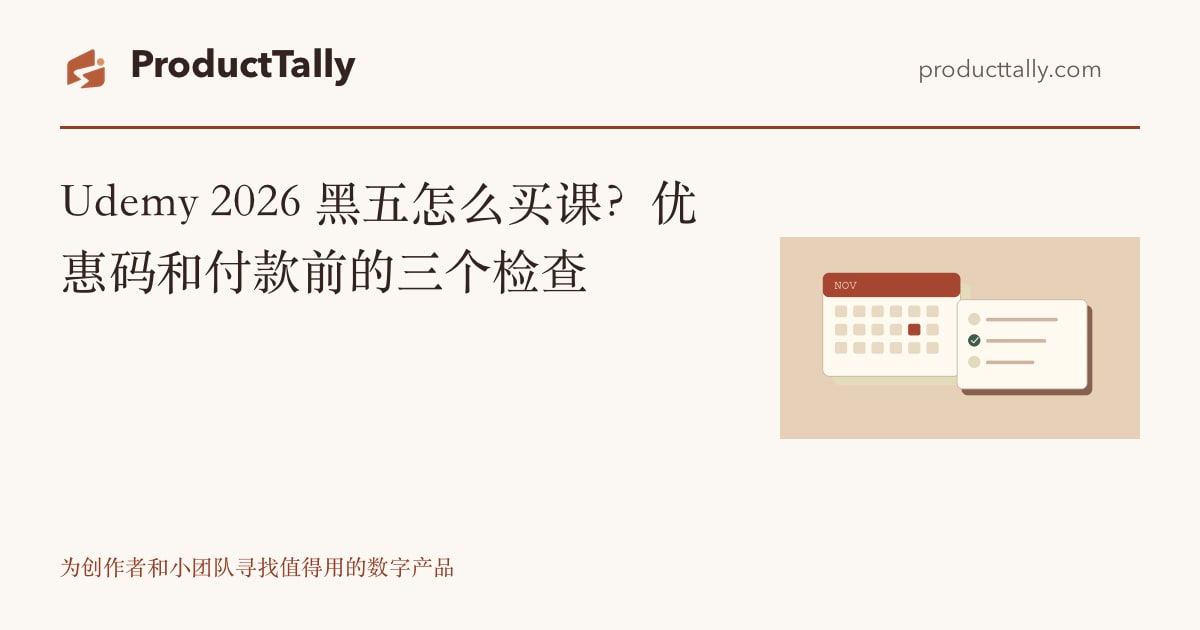 ProductTally
producttally.com
Udemy 2026 黑五怎么买课？优
惠码和付款前的三个检查
NOV
为创作者和小团队寻找值得用的数字产品